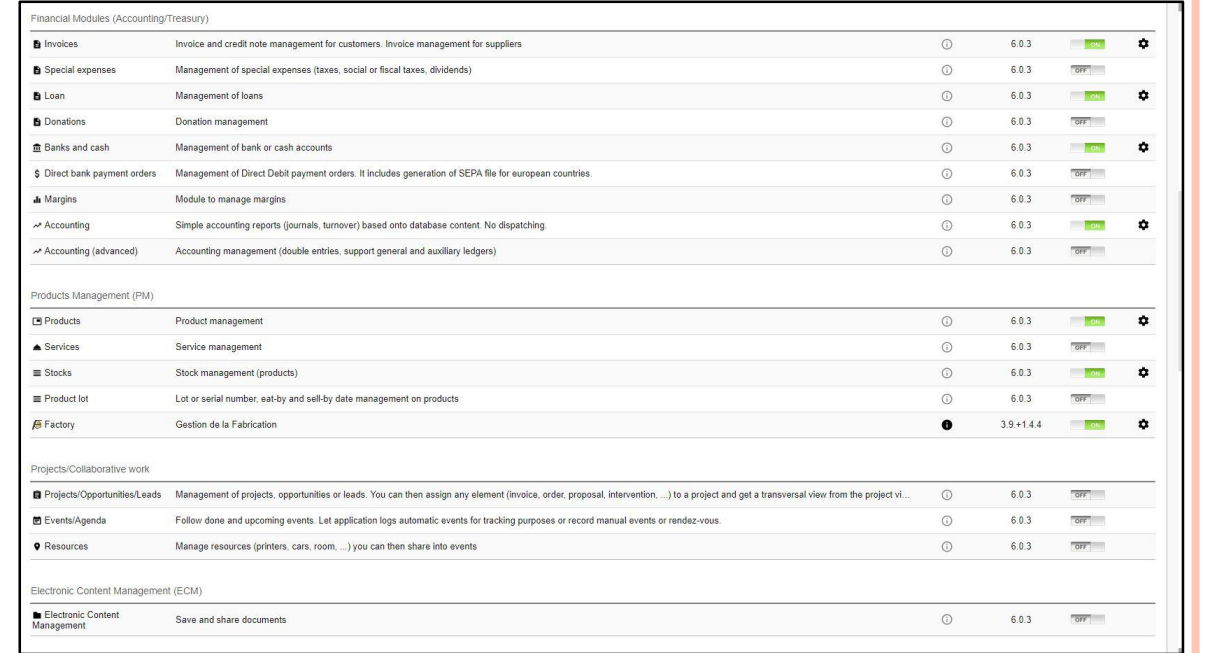 Financial Modules (Accounting/Treasury)
Invoices Invoice and credit note management for customers. Invoice management for suppliers 6.0.3 ON
Special expenses Management of special expenses (taxes, social or fiscal taxes, dividends) 6.0.3 OFF
Loan Management of loans 6.0.3 ON
Donations Donation management 6.0.3 OFF
Banks and cash Management of bank or cash accounts 6.0.3 ON
Direct bank payment orders Management of Direct Debit payment orders. It includes generation of SEPA file for european countries. 6.0.3 OFF
Margins Module to manage margins 6.0.3 OFF
Accounting Simple accounting reports (journals, turnover) based onto database content. No dispatching. 6.0.3 ON
Accounting (advanced) Accounting management (double entries, support general and auxiliary ledgers) 6.0.3 OFF
Products Management (PM)
Products Product management 6.0.3 ON
Services Service management 6.0.3 OFF
Stocks Stock management (products) 6.0.3 ON
Product lot Lot or serial number, eat-by and sell-by date management on products 6.0.3 OFF
Factory Gestion de la Fabrication 3.9.+1.4.4 ON
Projects/Collaborative work
Projects/Opportunities/Leads Management of projects, opportunities or leads. You can then assign any element (invoice, order, proposal, intervention, ...) to a project and get a transversal view from the project vi... 6.0.3 OFF
Events/Agenda Follow done and upcoming events. Let application logs automatic events for tracking purposes or record manual events or rendez-vous. 6.0.3 OFF
Resources Manage resources (printers, cars, room, ...) you can then share into events 6.0.3 OFF
Electronic Content Management (ECM)
Electronic Content
Management Save and share documents 6.0.3 OFF